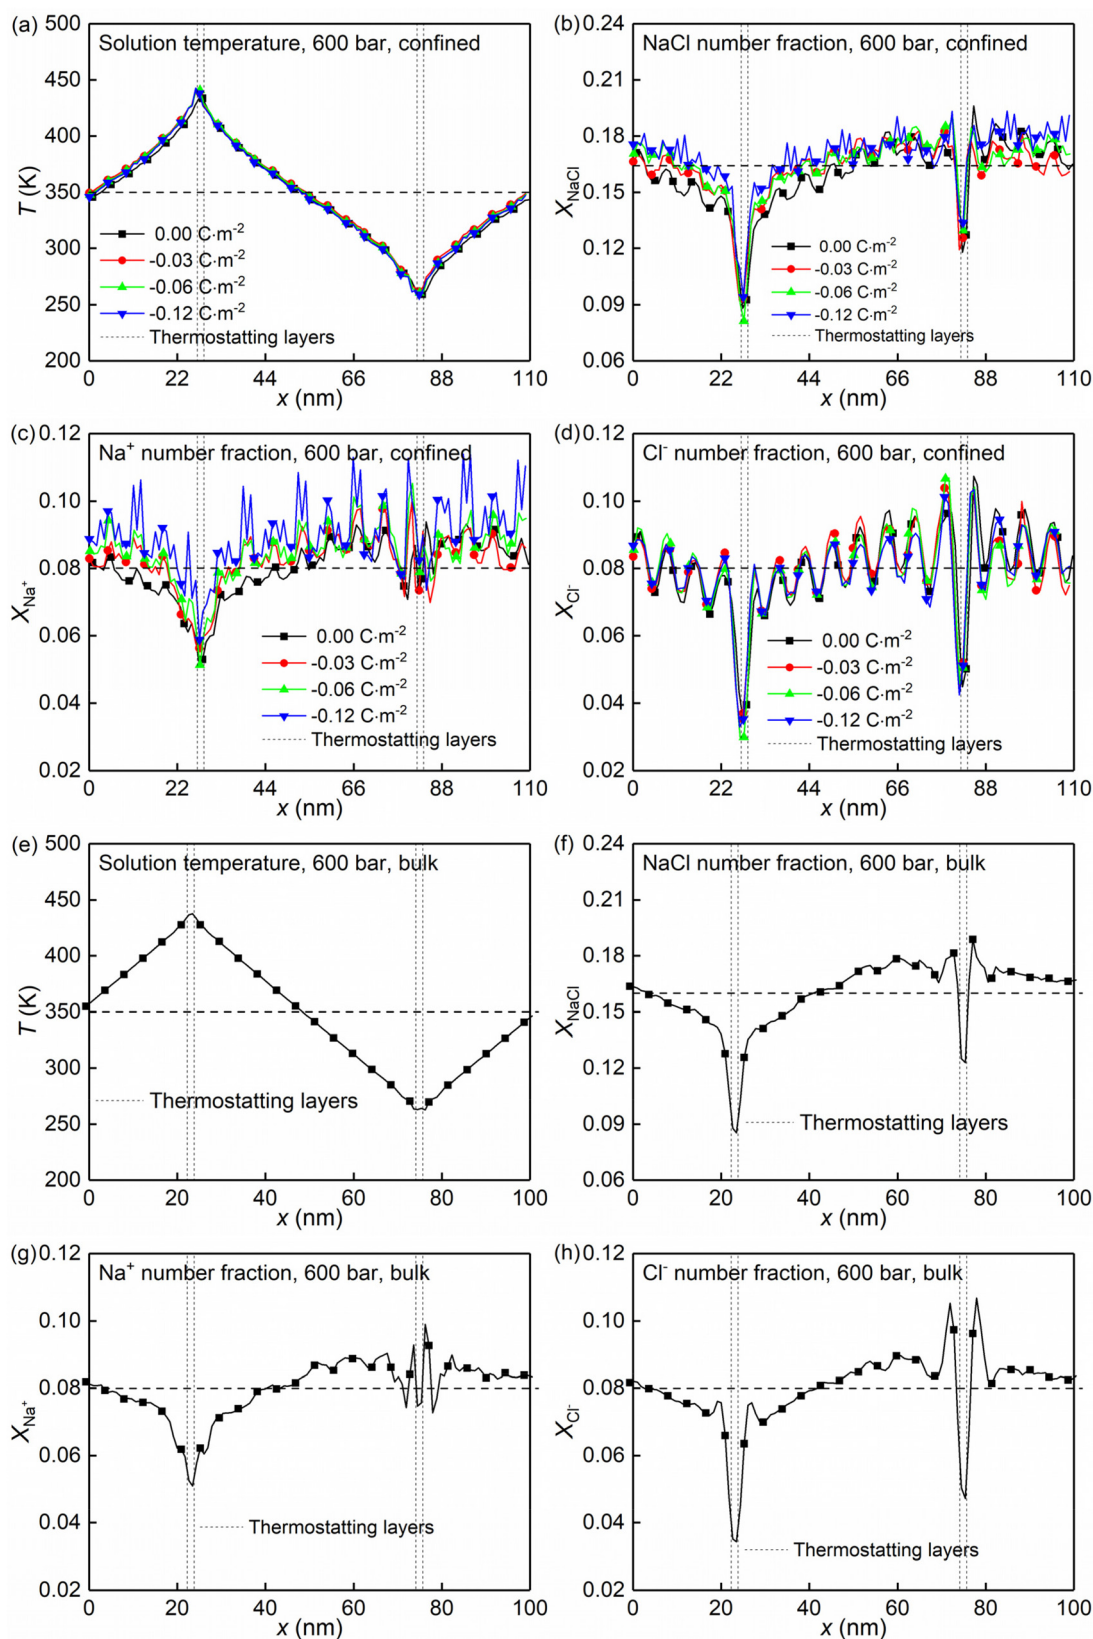 (a)
Solution temperature, 600 bar, confined
500
450
400
350
300
250
200
T (K)
0.00 C·m⁻²
-0.03 C·m⁻²
-0.06 C·m⁻²
-0.12 C·m⁻²
Thermostatting layers
0 22 44 66 88 110
x (nm)
(b)
NaCl number fraction, 600 bar, confined
0.24
0.21
0.18
0.15
0.12
0.09
0.06
X_NaCl
0.00 C·m⁻²
-0.03 C·m⁻²
-0.06 C·m⁻²
-0.12 C·m⁻²
Thermostatting layers
0 22 44 66 88 110
x (nm)
(c)
Na⁺ number fraction, 600 bar, confined
0.12
0.10
0.08
0.06
0.04
0.02
X_Na⁺
0.00 C·m⁻²
-0.03 C·m⁻²
-0.06 C·m⁻²
-0.12 C·m⁻²
Thermostatting layers
0 22 44 66 88 110
x (nm)
(d)
Cl⁻ number fraction, 600 bar, confined
0.12
0.10
0.08
0.06
0.04
0.02
X_Cl⁻
0.00 C·m⁻²
-0.03 C·m⁻²
-0.06 C·m⁻²
-0.12 C·m⁻²
Thermostatting layers
0 22 44 66 88 110
x (nm)
(e)
Solution temperature, 600 bar, bulk
500
450
400
350
300
250
200
T (K)
Thermostatting layers
0 20 40 60 80 100
x (nm)
(f)
NaCl number fraction, 600 bar, bulk
0.24
0.21
0.18
0.15
0.12
0.09
0.06
X_NaCl
Thermostatting layers
0 20 40 60 80 100
x (nm)
(g)
Na⁺ number fraction, 600 bar, bulk
0.12
0.10
0.08
0.06
0.04
0.02
X_Na⁺
Thermostatting layers
0 20 40 60 80 100
x (nm)
(h)
Cl⁻ number fraction, 600 bar, bulk
0.12
0.10
0.08
0.06
0.04
0.02
X_Cl⁻
Thermostatting layers
0 20 40 60 80 100
x (nm)